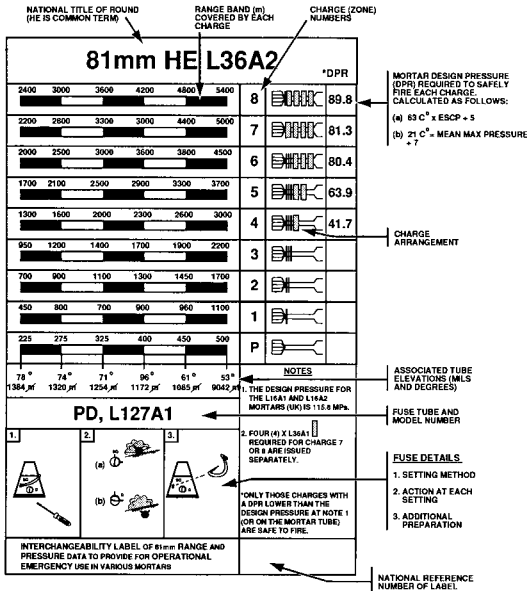 NATIONAL TITLE OF ROUND
(HE IS COMMON TERM)
RANGE BAND (m)
COVERED BY EACH
CHARGE
CHARGE (ZONE)
NUMBERS
81mm HE L36A2
*DPR
2400 3000 3600 4200 4800 5400 8 89.8
2200 2800 3300 3000 4400 5000 7 81.3
2000 2500 3000 3600 3800 4500 6 80.4
1700 2100 2500 2900 3300 3700 5 63.9
1300 1600 2000 2300 2600 3000 4 41.7
950 1200 1400 1700 1900 2200 3
700 900 1100 1300 1450 1700 2
450 800 700 900 960 1100 1
225 275 325 400 450 500 P
78° 74° 71° 96° 61° 53°
1384 m 1320 m 1254 m 1172 m 1085 m 9042 m
MORTAR DESIGN PRESSURE
(DPR) REQUIRED TO SAFELY
FIRE EACH CHARGE.
CALCULATED AS FOLLOWS:
(a) 63 C° x ESCP + 5
(b) 21 C° = MEAN MAX PRESSURE
+ 7
CHARGE
ARRANGEMENT
NOTES
1. THE DESIGN PRESSURE FOR
THE L16A1 AND L16A2
MORTARS (UK) IS 115.8 MPs.
2. FOUR (4) X L36A1
REQUIRED FOR CHARGE 7
OR 8 ARE ISSUED
SEPARATELY.
*ONLY THOSE CHARGES WITH
A DPR LOWER THAN THE
DESIGN PRESSURE AT NOTE 1
(OR ON THE MORTAR TUBE)
ARE SAFE TO FIRE.
ASSOCIATED TUBE
ELEVATIONS (MILS
AND DEGREES)
PD, L127A1
FUSE TUBE AND
MODEL NUMBER
1. 2. 3.
(a)
(b)
FUSE DETAILS
1. SETTING METHOD
2. ACTION AT EACH
SETTING
3. ADDITIONAL
PREPARATION
INTERCHANGEABILITY LABEL OF 81mm RANGE AND
PRESSURE DATA TO PROVIDE FOR OPERATIONAL
EMERGENCY USE IN VARIOUS MORTARS
NATIONAL REFERENCE
NUMBER OF LABEL